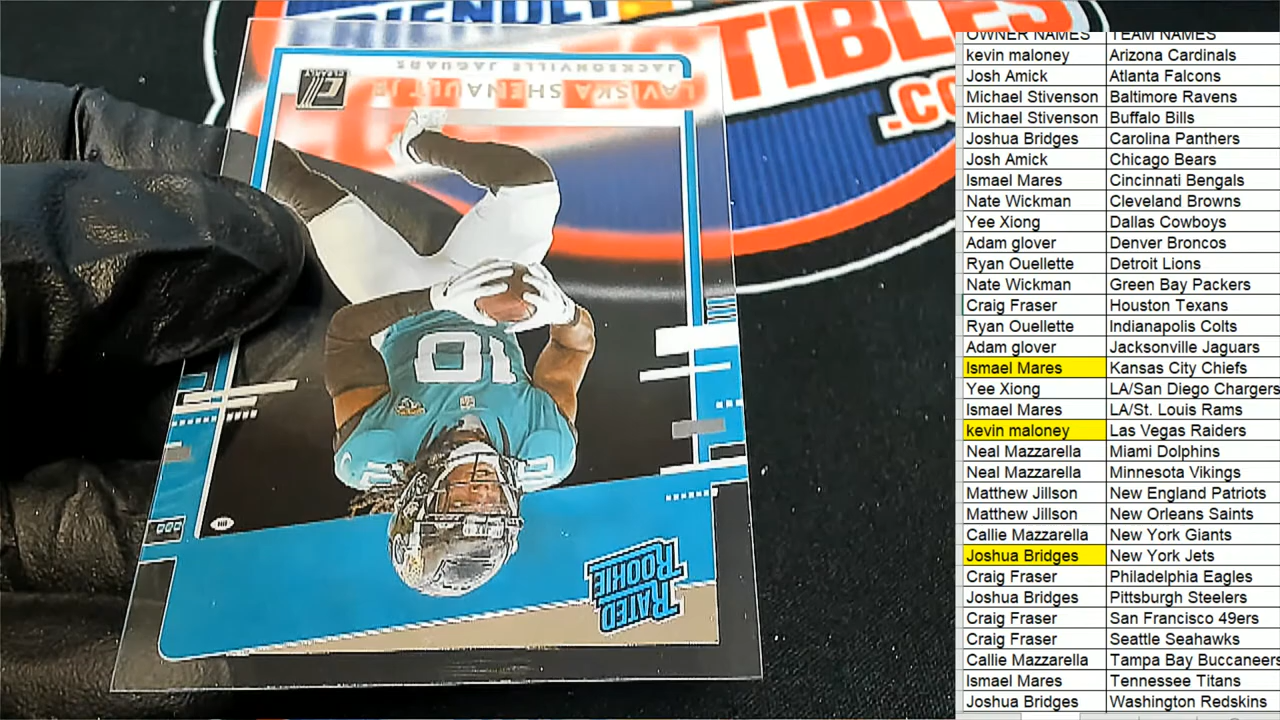 FRIENDLY
TIBLES
.CO
JACKSONVILLE JAGUARS
LAVISKA SHENAULT JR
CLEARLY
10
RATED
ROOKIE
OWNER NAMES TEAM NAMES
kevin maloney Arizona Cardinals
Josh Amick Atlanta Falcons
Michael Stivenson Baltimore Ravens
Michael Stivenson Buffalo Bills
Joshua Bridges Carolina Panthers
Josh Amick Chicago Bears
Ismael Mares Cincinnati Bengals
Nate Wickman Cleveland Browns
Yee Xiong Dallas Cowboys
Adam glover Denver Broncos
Ryan Ouellette Detroit Lions
Nate Wickman Green Bay Packers
Craig Fraser Houston Texans
Ryan Ouellette Indianapolis Colts
Adam glover Jacksonville Jaguars
Ismael Mares Kansas City Chiefs
Yee Xiong LA/San Diego Chargers
Ismael Mares LA/St. Louis Rams
kevin maloney Las Vegas Raiders
Neal Mazzarella Miami Dolphins
Neal Mazzarella Minnesota Vikings
Matthew Jillson New England Patriots
Matthew Jillson New Orleans Saints
Callie Mazzarella New York Giants
Joshua Bridges New York Jets
Craig Fraser Philadelphia Eagles
Joshua Bridges Pittsburgh Steelers
Craig Fraser San Francisco 49ers
Craig Fraser Seattle Seahawks
Callie Mazzarella Tampa Bay Buccaneers
Ismael Mares Tennessee Titans
Joshua Bridges Washington Redskins